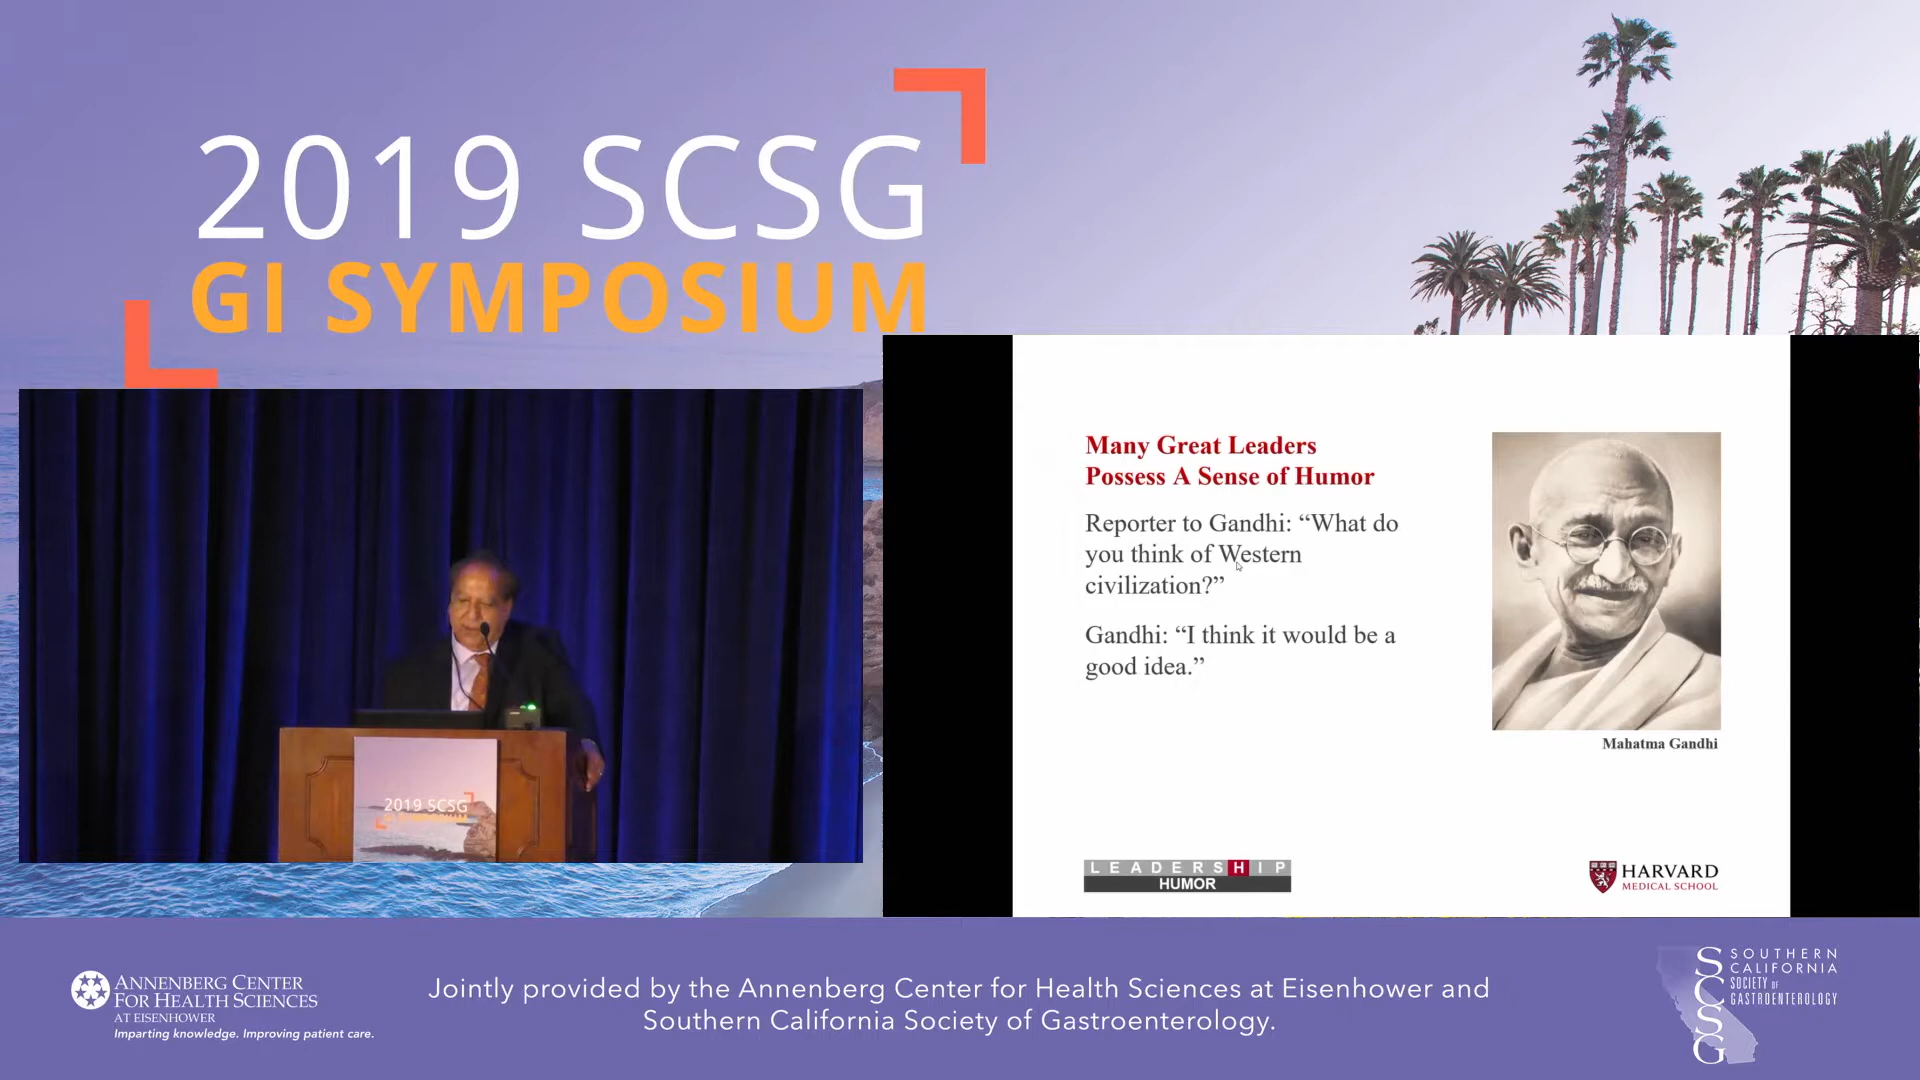 2019 SCSG
GI SYMPOSIUM
2019 SCSG
GI SYMPOSIUM
Many Great Leaders
Possess A Sense of Humor
Reporter to Gandhi: “What do
you think of Western
civilization?”
Gandhi: “I think it would be a
good idea.”
Mahatma Gandhi
LEADERSHIP
HUMOR
HARVARD
MEDICAL SCHOOL
ANNENBERG CENTER
FOR HEALTH SCIENCES
AT EISENHOWER
Imparting knowledge. Improving patient care.
Jointly provided by the Annenberg Center for Health Sciences at Eisenhower and
Southern California Society of Gastroenterology.
SCSG
SOUTHERN
CALIFORNIA
SOCIETY OF
GASTROENTEROLOGY